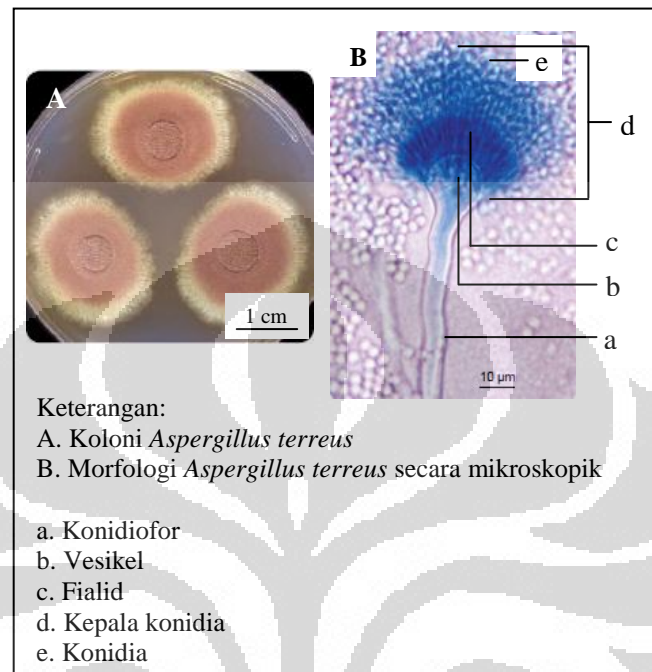 A
1 cm
B
e
d
c
b
a
10 µm
Keterangan:
A. Koloni Aspergillus terreus
B. Morfologi Aspergillus terreus secara mikroskopik
a. Konidiofor
b. Vesikel
c. Fialid
d. Kepala konidia
e. Konidia